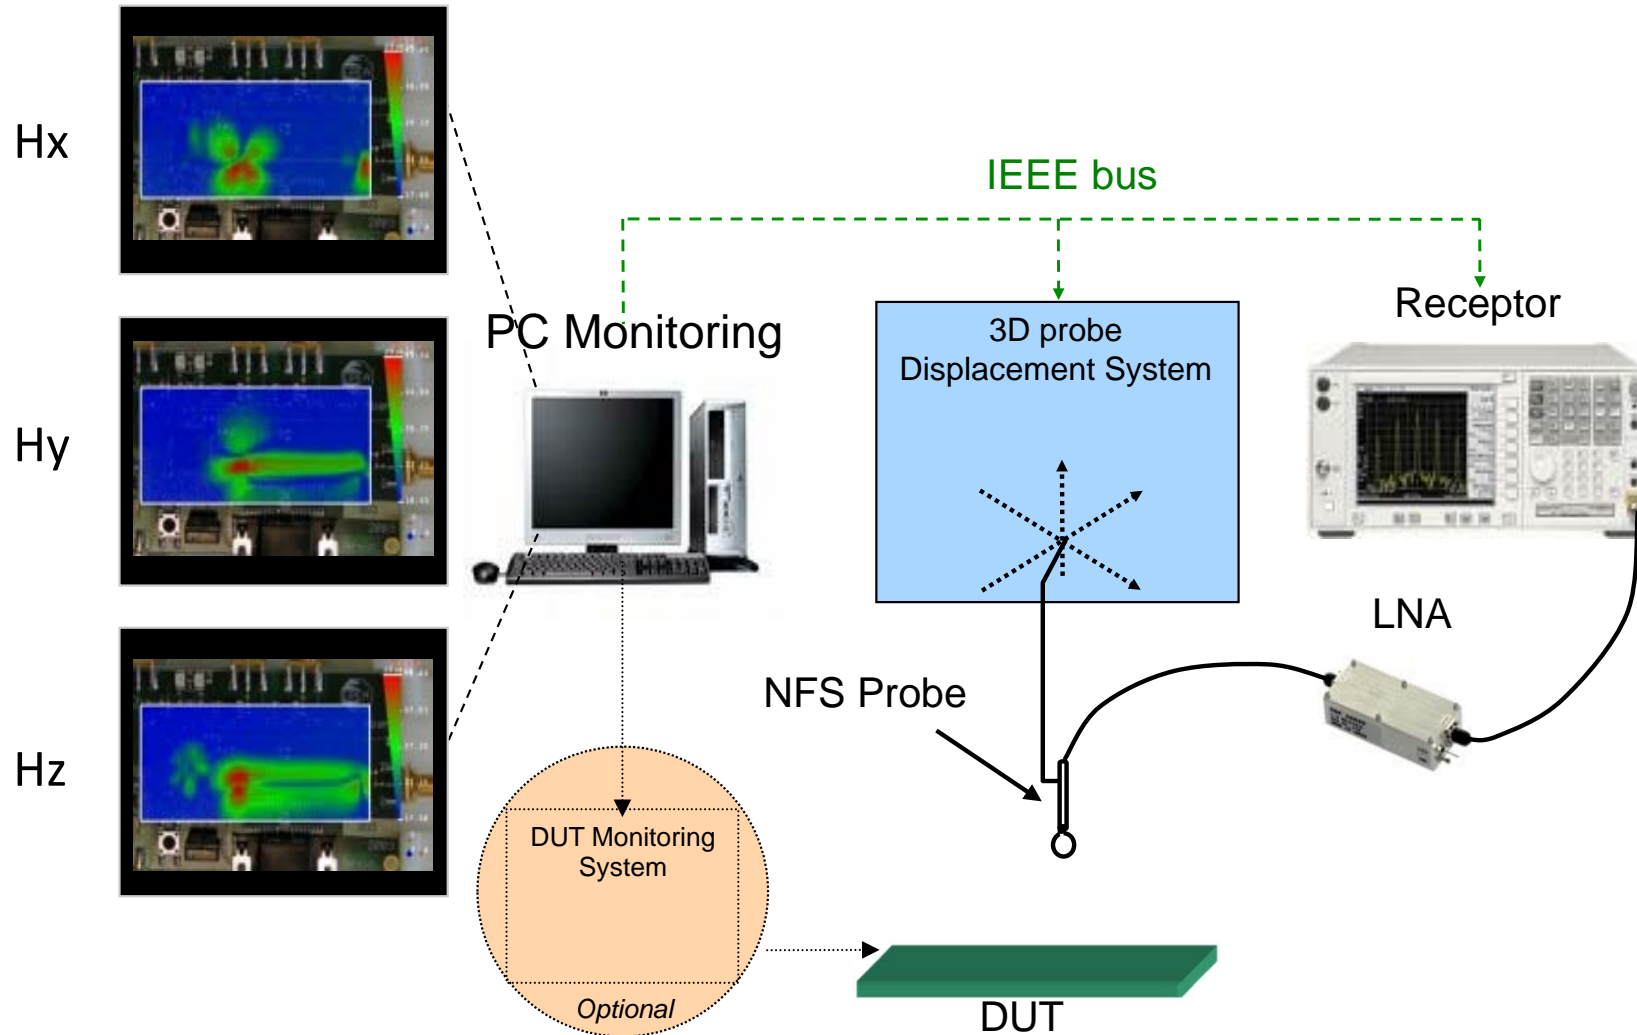 Hx
IEEE bus
Receptor
PC Monitoring
3D probe
Displacement System
Hy
LNA
NFS Probe
Hz
DUT Monitoring
System
Optional
DUT